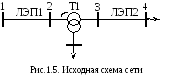 1 ЛЭП1 2 Т1 3 ЛЭП2 4
Рис.1.5. Исходная схема сети